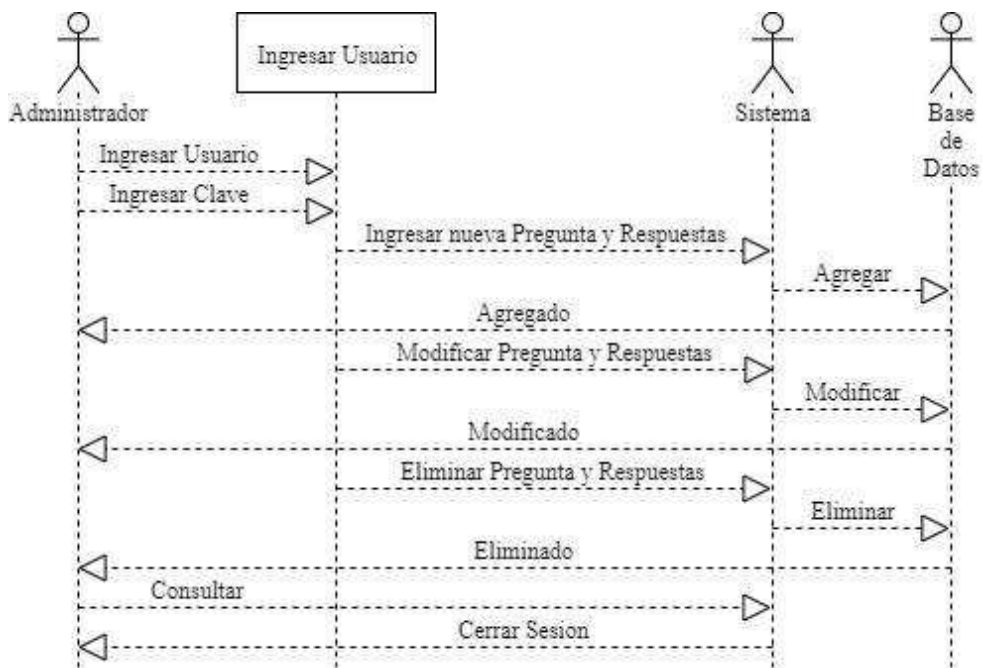 Ingresar Usuario
Administrador
Sistema
Base
de
Datos
Ingresar Usuario
Ingresar Clave
Ingresar nueva Pregunta y Respuestas
Agregar
Agregado
Modificar Pregunta y Respuestas
Modificar
Modificado
Eliminar Pregunta y Respuestas
Eliminar
Eliminado
Consultar
Cerrar Sesion